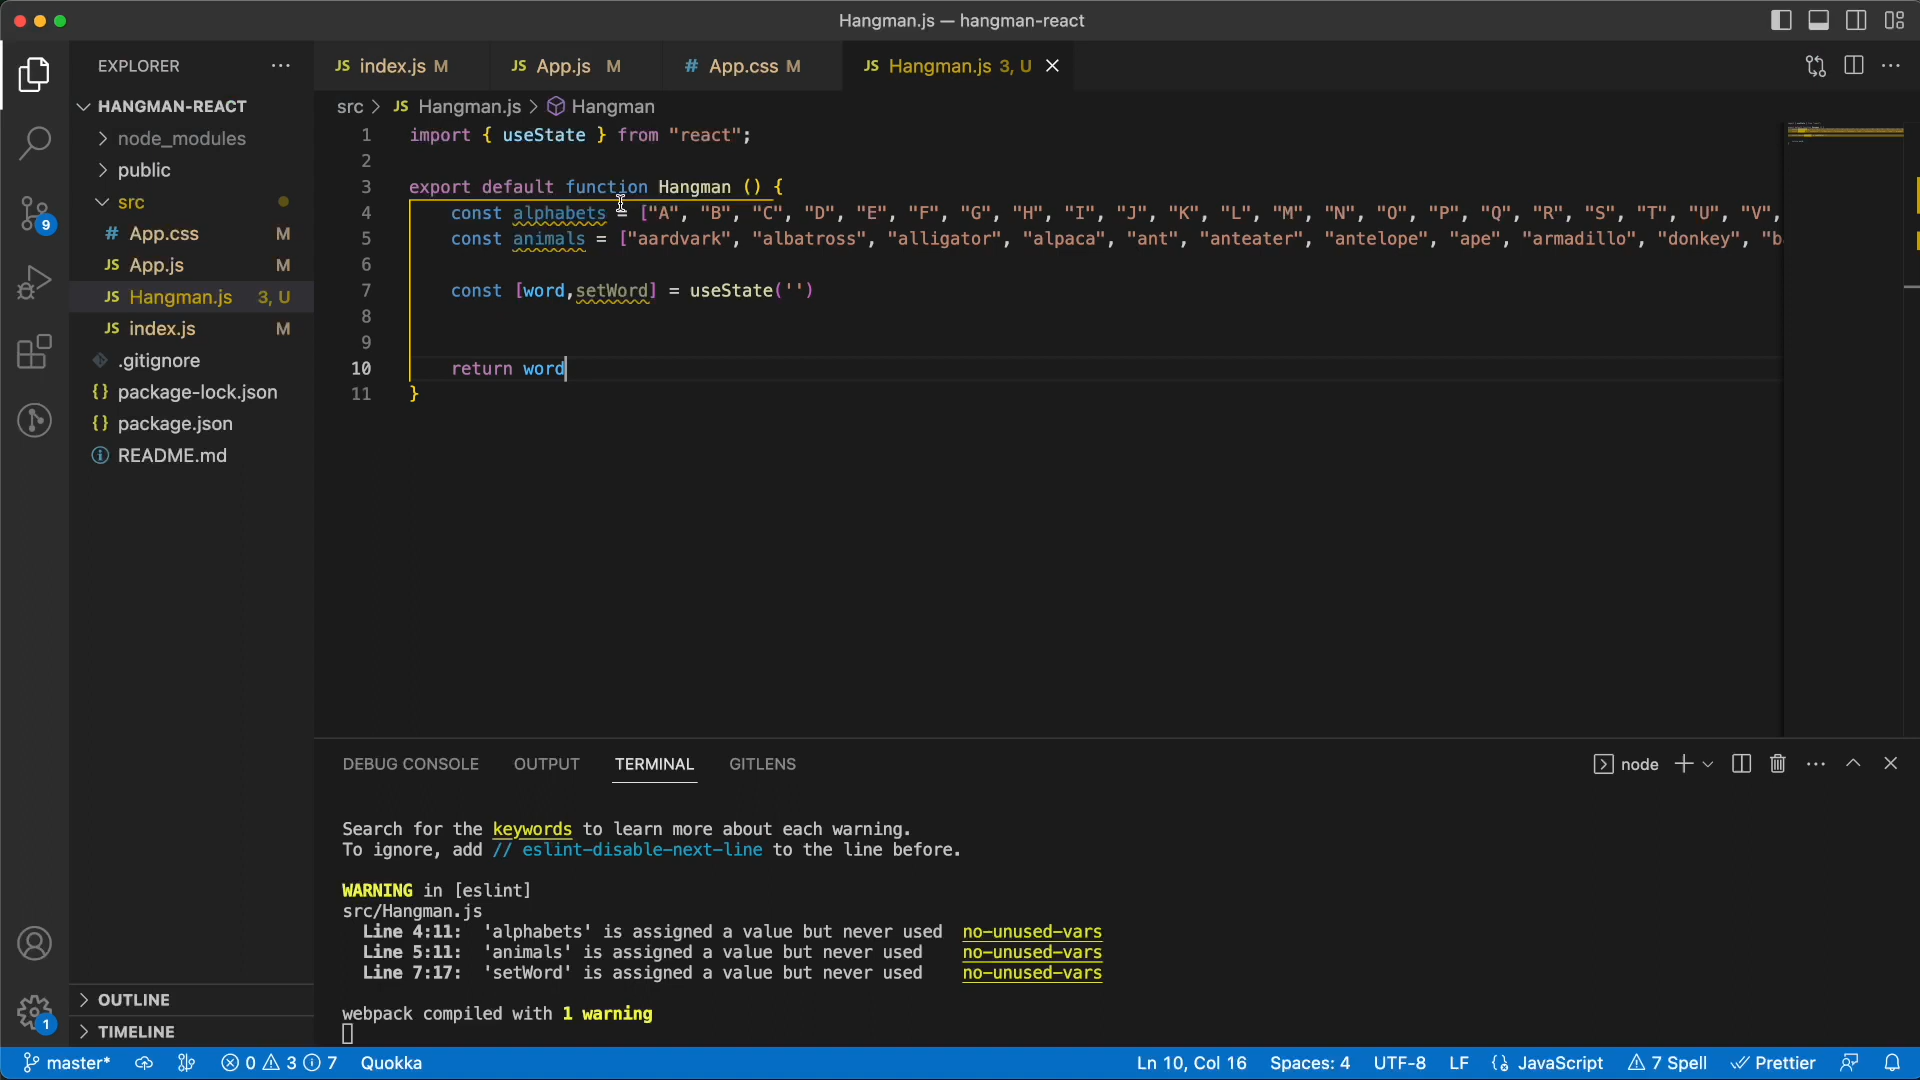 Hangman.js — hangman-react
EXPLORER
JS index.js M
JS App.js M
# App.css M
JS Hangman.js 3, U
HANGMAN-REACT
node_modules
public
src
# App.css M
JS App.js M
JS Hangman.js 3, U
JS index.js M
.gitignore
{} package-lock.json
{} package.json
README.md
OUTLINE
TIMELINE
9
1
src > JS Hangman.js > Hangman
1 import { useState } from "react";
2
3 export default function Hangman () {
4 const alphabets = ["A", "B", "C", "D", "E", "F", "G", "H", "I", "J", "K", "L", "M", "N", "O", "P", "Q", "R", "S", "T", "U", "V",
5 const animals = ["aardvark", "albatross", "alligator", "alpaca", "ant", "anteater", "antelope", "ape", "armadillo", "donkey",
6
7 const [word,setWord] = useState('')
8
9
10 return word
11 }
DEBUG CONSOLE OUTPUT TERMINAL GITLENS
node
Search for the keywords to learn more about each warning.
To ignore, add // eslint-disable-next-line to the line before.
WARNING in [eslint]
src/Hangman.js
Line 4:11: 'alphabets' is assigned a value but never used no-unused-vars
Line 5:11: 'animals' is assigned a value but never used no-unused-vars
Line 7:17: 'setWord' is assigned a value but never used no-unused-vars
webpack compiled with 1 warning
master* 0 3 7 Quokka
Ln 10, Col 16 Spaces: 4 UTF-8 LF {} JavaScript 7 Spell Prettier